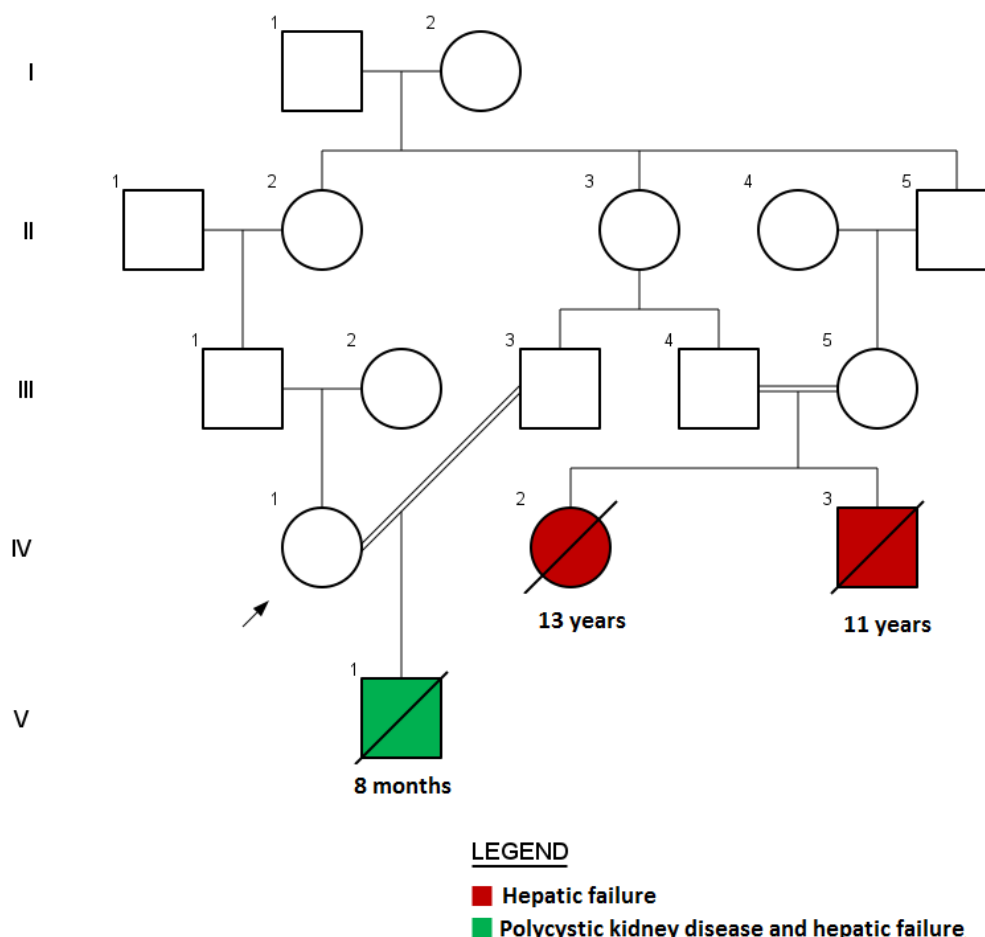 1 2
I
1 2 3 4 5
II
1 2 3 4 5
III
1 2 3
IV
13 years 11 years
1
V
8 months
LEGEND
Hepatic failure
Polycystic kidney disease and hepatic failure